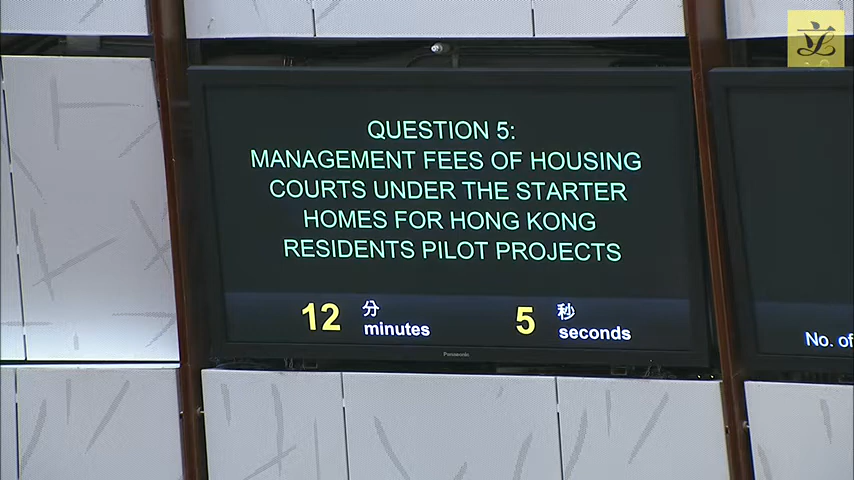 立
QUESTION 5:
MANAGEMENT FEES OF HOUSING
COURTS UNDER THE STARTER
HOMES FOR HONG KONG
RESIDENTS PILOT PROJECTS
12 分 minutes 5 秒 seconds
Panasonic
No. of